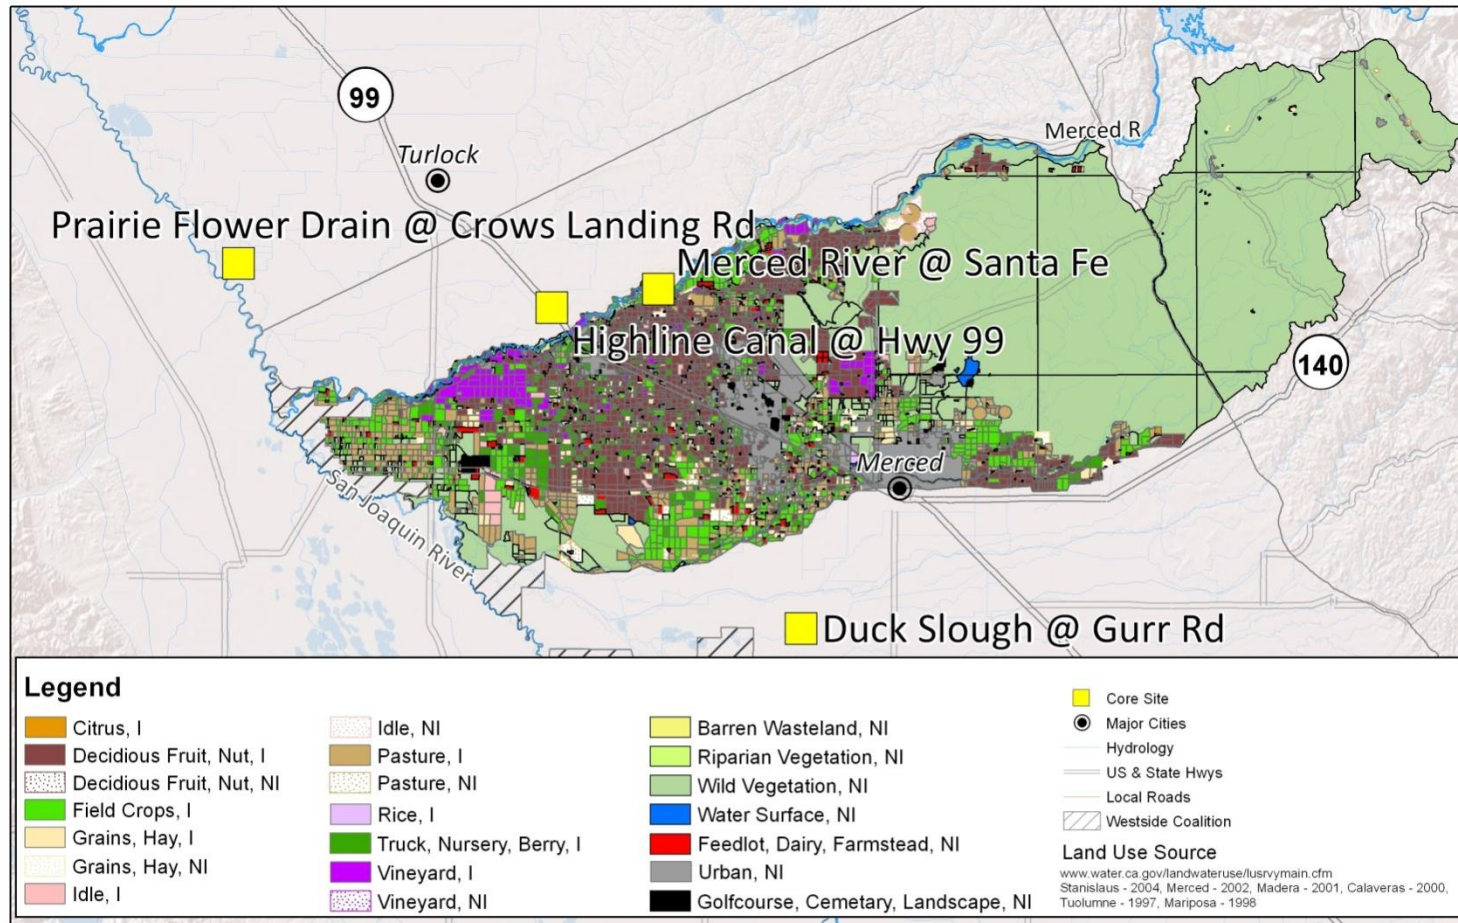 99
Merced R
Turlock
Prairie Flower Drain @ Crows Landing Rd
Merced River @ Santa Fe
Highline Canal @ Hwy 99
140
Merced
San Joaquin River
Duck Slough @ Gurr Rd
Legend
Citrus, I
Decidious Fruit, Nut, I
Decidious Fruit, Nut, NI
Field Crops, I
Grains, Hay, I
Grains, Hay, NI
Idle, I
Idle, NI
Pasture, I
Pasture, NI
Rice, I
Truck, Nursery, Berry, I
Vineyard, I
Vineyard, NI
Barren Wasteland, NI
Riparian Vegetation, NI
Wild Vegetation, NI
Water Surface, NI
Feedlot, Dairy, Farmstead, NI
Urban, NI
Golfcourse, Cemetary, Landscape, NI
Core Site
Major Cities
Hydrology
US & State Hwys
Local Roads
Westside Coalition
Land Use Source
www.water.ca.gov/landwateruse/lusrvymain.cfm
Stanislaus - 2004, Merced - 2002, Madera - 2001, Calaveras - 2000,
Tuolumne - 1997, Mariposa - 1998